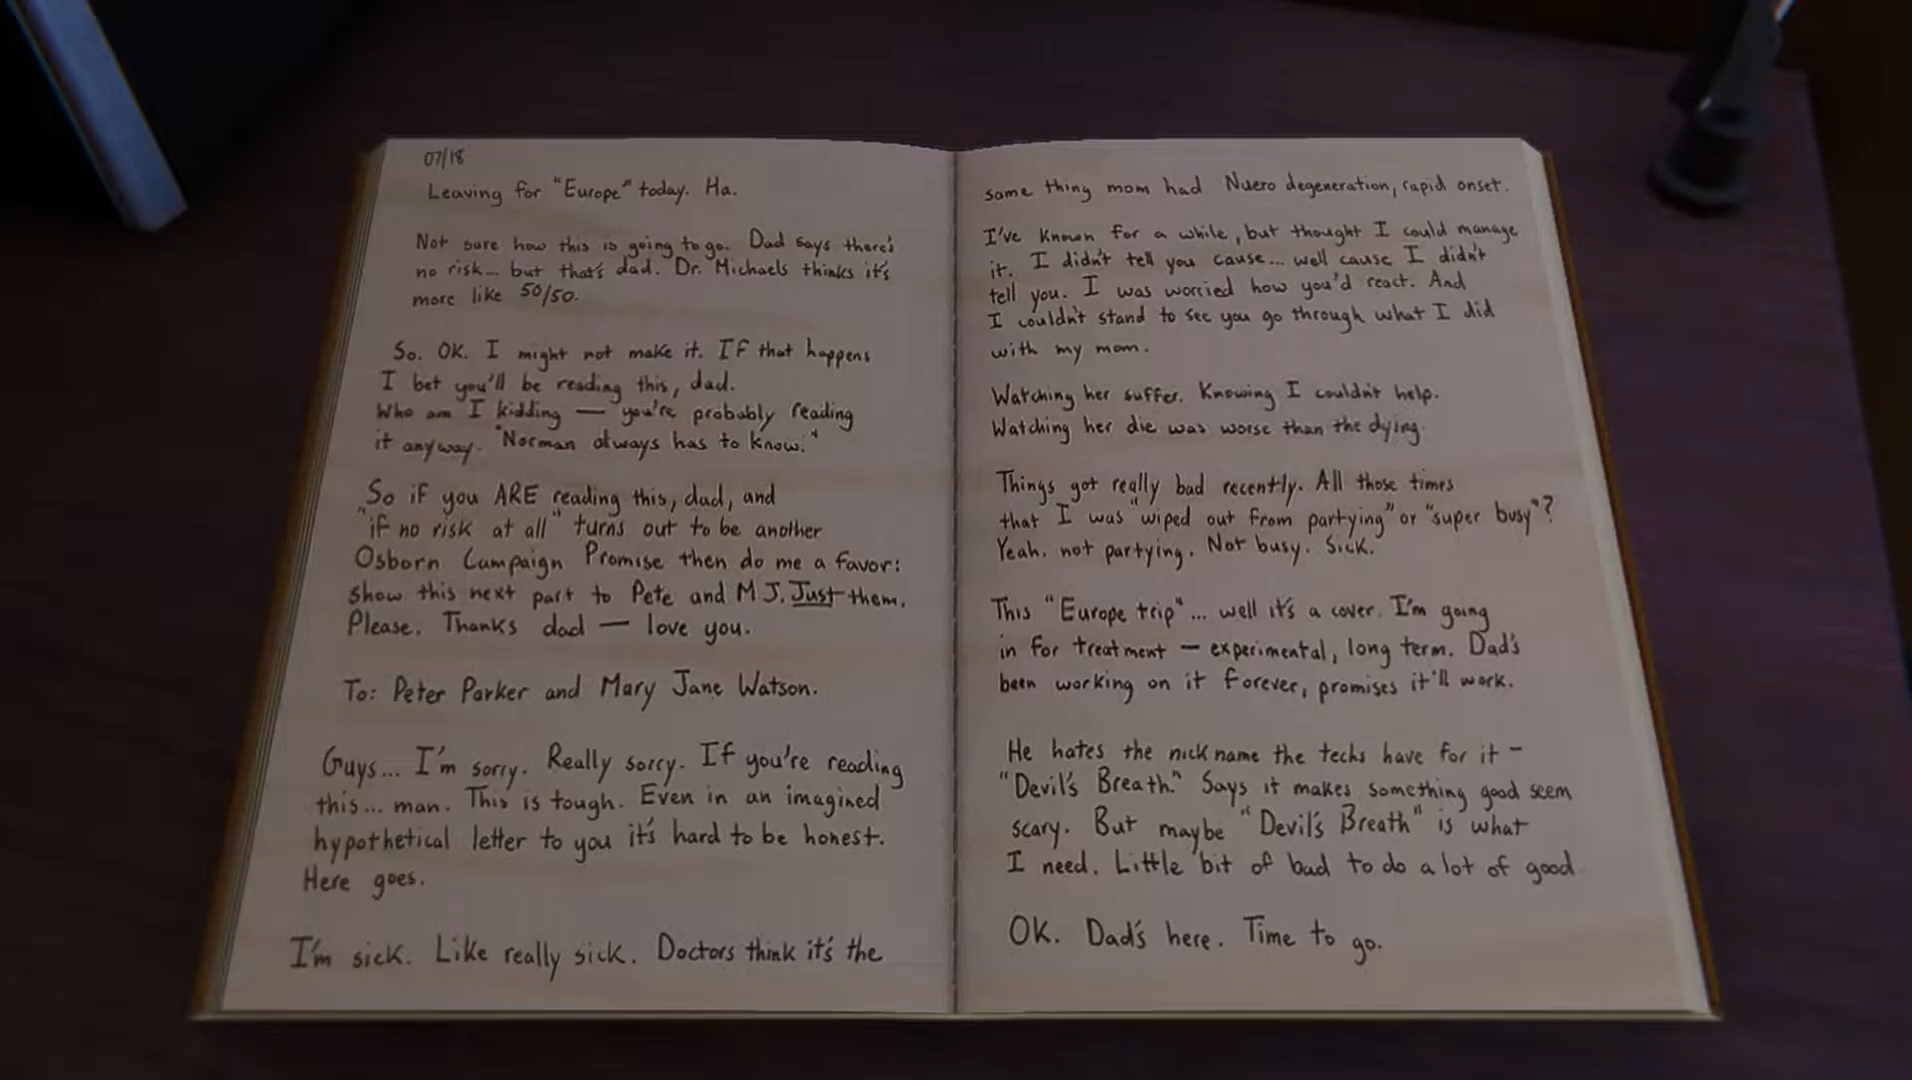 07/18
Leaving for "Europe" today. Ha.
Not sure how this is going to go. Dad says there's
no risk... but that's dad. Dr. Michaels thinks it's
more like 50/50.
So. OK. I might not make it. IF that happens
I bet you'll be reading this, dad.
Who am I kidding — you're probably reading
it anyway. "Norman always has to know."
So if you ARE reading this, dad, and
"if no risk at all" turns out to be another
Osborn Campaign Promise then do me a favor:
show this next part to Pete and MJ. Just them.
Please. Thanks dad — love you.
To: Peter Parker and Mary Jane Watson.
Guys... I'm sorry. Really sorry. If you're reading
this... man. This is tough. Even in an imagined
hypothetical letter to you it's hard to be honest.
Here goes.
I'm sick. Like really sick. Doctors think it's the
same thing mom had Nuero degeneration, rapid onset.
I've known for a while, but thought I could manage
it. I didn't tell you cause... well cause I didn't
tell you. I was worried how you'd react. And
I couldn't stand to see you go through what I did
with my mom.
Watching her suffer. Knowing I couldn't help.
Watching her die was worse than the dying.
Things got really bad recently. All those times
that I was "wiped out from partying" or "super busy"?
Yeah. not partying. Not busy. Sick.
This "Europe trip"... well it's a cover. I'm going
in for treatment — experimental, long term. Dad's
been working on it forever, promises it'll work.
He hates the nickname the techs have for it -
"Devil's Breath." Says it makes something good seem
scary. But maybe "Devil's Breath" is what
I need. Little bit of bad to do a lot of good
OK. Dad's here. Time to go.